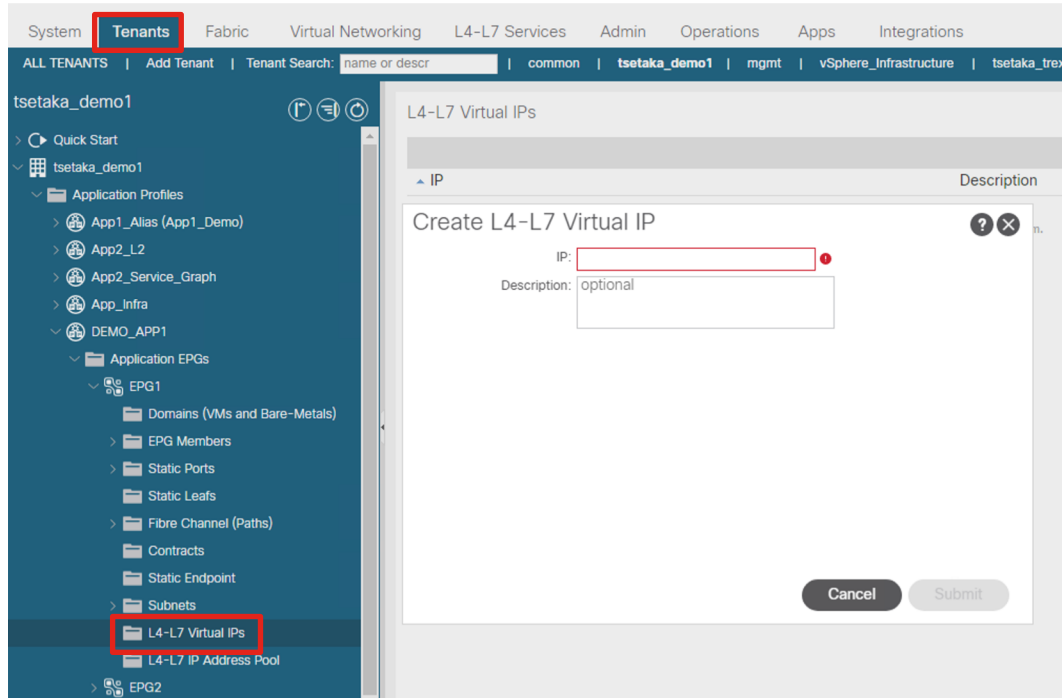 System Tenants Fabric Virtual Networking L4-L7 Services Admin Operations Apps Integrations
ALL TENANTS | Add Tenant | Tenant Search: name or descr | common | tsetaka_demo1 | mgmt | vSphere_Infrastructure | tsetaka_trex
tsetaka_demo1
Quick Start
tsetaka_demo1
Application Profiles
App1_Alias (App1_Demo)
App2_L2
App2_Service_Graph
App_Infra
DEMO_APP1
Application EPGs
EPG1
Domains (VMs and Bare-Metals)
EPG Members
Static Ports
Static Leafs
Fibre Channel (Paths)
Contracts
Static Endpoint
Subnets
L4-L7 Virtual IPs
L4-L7 IP Address Pool
EPG2
L4-L7 Virtual IPs
IP Description
Create L4-L7 Virtual IP
IP:
Description: optional
Cancel Submit